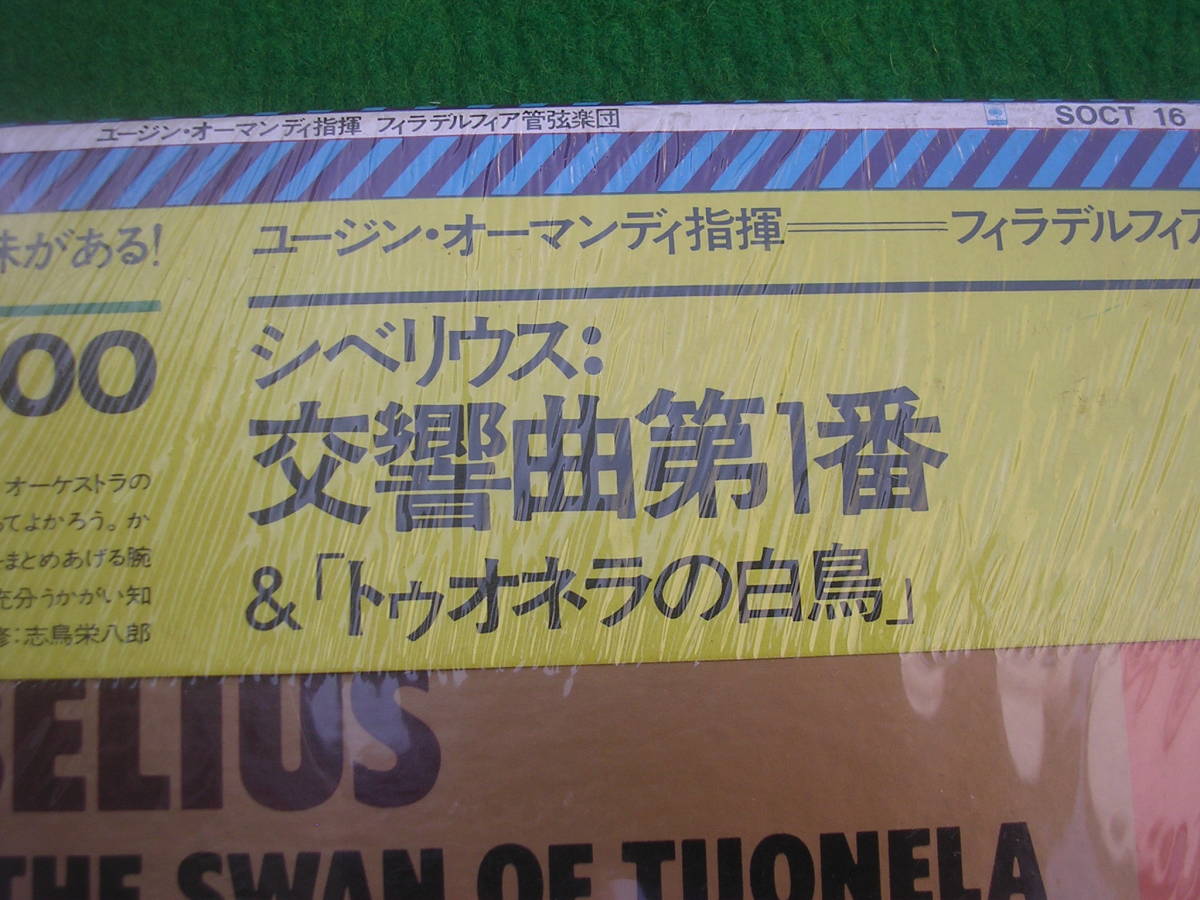 ユージン・オーマンディ指揮 フィラデルフィア管弦楽団
SOCT 16
味がある!
OO
オーケストラの
ってよかろう。か
まとめあげる腕
充分うかがい知
修:志鳥栄八郎
ユージン・オーマンディ指揮══フィラデルフィア
シベリウス:
交響曲第1番
&「トゥオネラの白鳥」
BELIUS
THE SWAN OF TUONELA